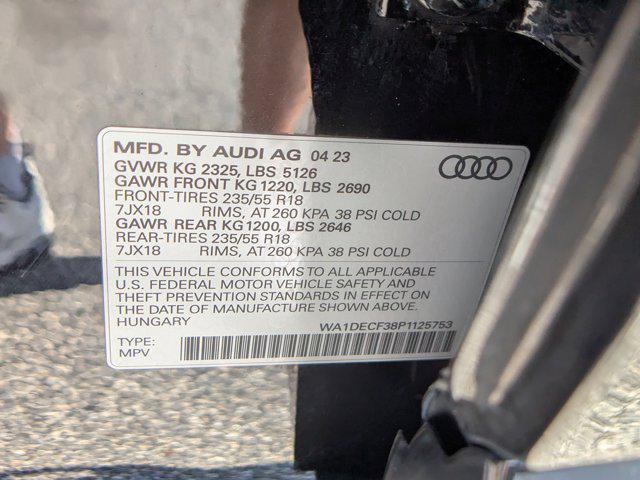 MFD. BY AUDI AG 04 23
GVWR KG 2325, LBS 5126
GAWR FRONT KG 1220, LBS 2690
FRONT-TIRES 235/55 R18
7JX18 RIMS, AT 260 KPA 38 PSI COLD
GAWR REAR KG 1200, LBS 2646
REAR-TIRES 235/55 R18
7JX18 RIMS, AT 260 KPA 38 PSI COLD
THIS VEHICLE CONFORMS TO ALL APPLICABLE
U.S. FEDERAL MOTOR VEHICLE SAFETY AND
THEFT PREVENTION STANDARDS IN EFFECT ON
THE DATE OF MANUFACTURE SHOWN ABOVE.
HUNGARY WA1DECF38P1125753
TYPE:
MPV